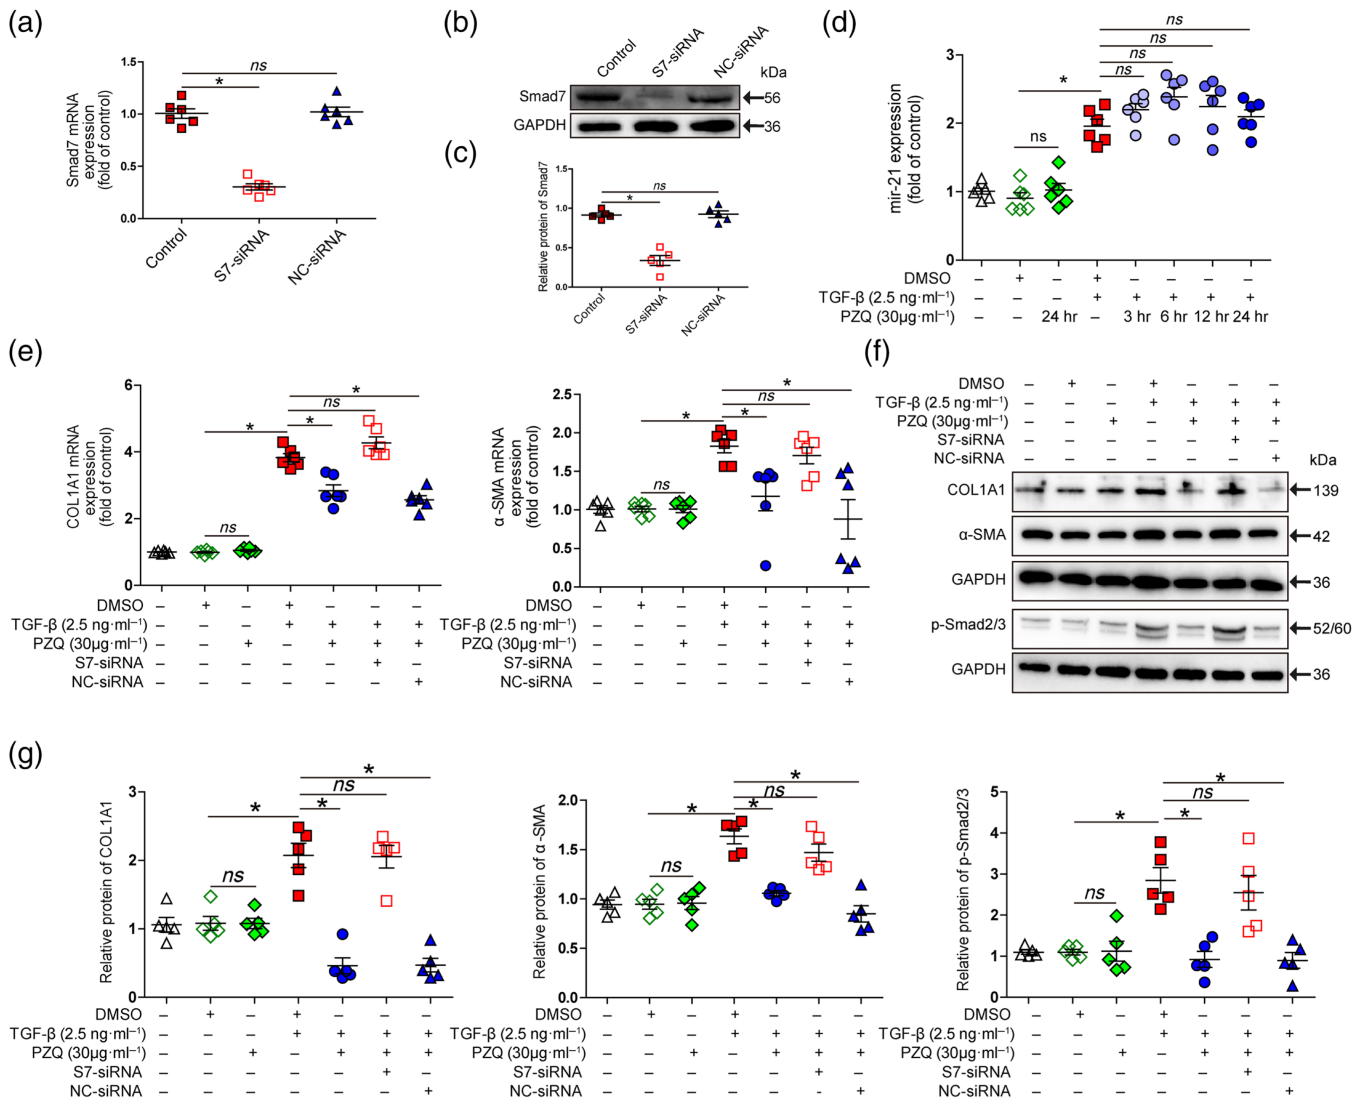 (a)
Smad7 mRNA
expression
(fold of control)
1.5
1.0
0.5
0.0
ns
*
Control
S7-siRNA
NC-siRNA
(b)
Control
S7-siRNA
NC-siRNA
kDa
Smad7
56
GAPDH
36
(c)
Relative protein of Smad7
1.5
1.0
0.5
0.0
ns
*
Control
S7-siRNA
NC-siRNA
(d)
mir-21 expression
(fold of control)
3
2
1
0
ns
ns
ns
ns
*
ns
DMSO – + – + – – – –
TGF-β (2.5 ng·ml⁻¹) – – – + + + + +
PZQ (30µg·ml⁻¹) – – 24 hr – 3 hr 6 hr 12 hr 24 hr
(e)
COL1A1 mRNA
expression
(fold of control)
6
4
2
0
*
ns
*
*
ns
DMSO – + – + – – –
TGF-β (2.5 ng·ml⁻¹) – – – + + + +
PZQ (30µg·ml⁻¹) – – + – + + +
S7-siRNA – – – – – + –
NC-siRNA – – – – – – +
α-SMA mRNA
expression
(fold of control)
2.5
2.0
1.5
1.0
0.5
0.0
*
ns
*
*
ns
DMSO – + – + – – –
TGF-β (2.5 ng·ml⁻¹) – – – + + + +
PZQ (30µg·ml⁻¹) – – + – + + +
S7-siRNA – – – – – + –
NC-siRNA – – – – – – +
(f)
DMSO – + – + – – –
TGF-β (2.5 ng·ml⁻¹) – – – + + + +
PZQ (30µg·ml⁻¹) – – + – + + +
S7-siRNA – – – – – + –
NC-siRNA – – – – – – +
kDa
COL1A1 139
α-SMA 42
GAPDH 36
p-Smad2/3 52/60
GAPDH 36
(g)
Relative protein of COL1A1
3
2
1
0
*
ns
*
*
ns
DMSO – + – + – – –
TGF-β (2.5 ng·ml⁻¹) – – – + + + +
PZQ (30µg·ml⁻¹) – – + – + + +
S7-siRNA – – – – – + –
NC-siRNA – – – – – – +
Relative protein of α-SMA
2.0
1.5
1.0
0.5
0.0
*
ns
*
*
ns
DMSO – + – + – – –
TGF-β (2.5 ng·ml⁻¹) – – – + + + +
PZQ (30µg·ml⁻¹) – – + – + + +
S7-siRNA – – – – – + –
NC-siRNA – – – – – – +
Relative protein of p-Smad2/3
5
4
3
2
1
0
*
ns
*
*
ns
DMSO – + – + – – –
TGF-β (2.5 ng·ml⁻¹) – – – + + + +
PZQ (30µg·ml⁻¹) – – + – + + +
S7-siRNA – – – – – + –
NC-siRNA – – – – – – +